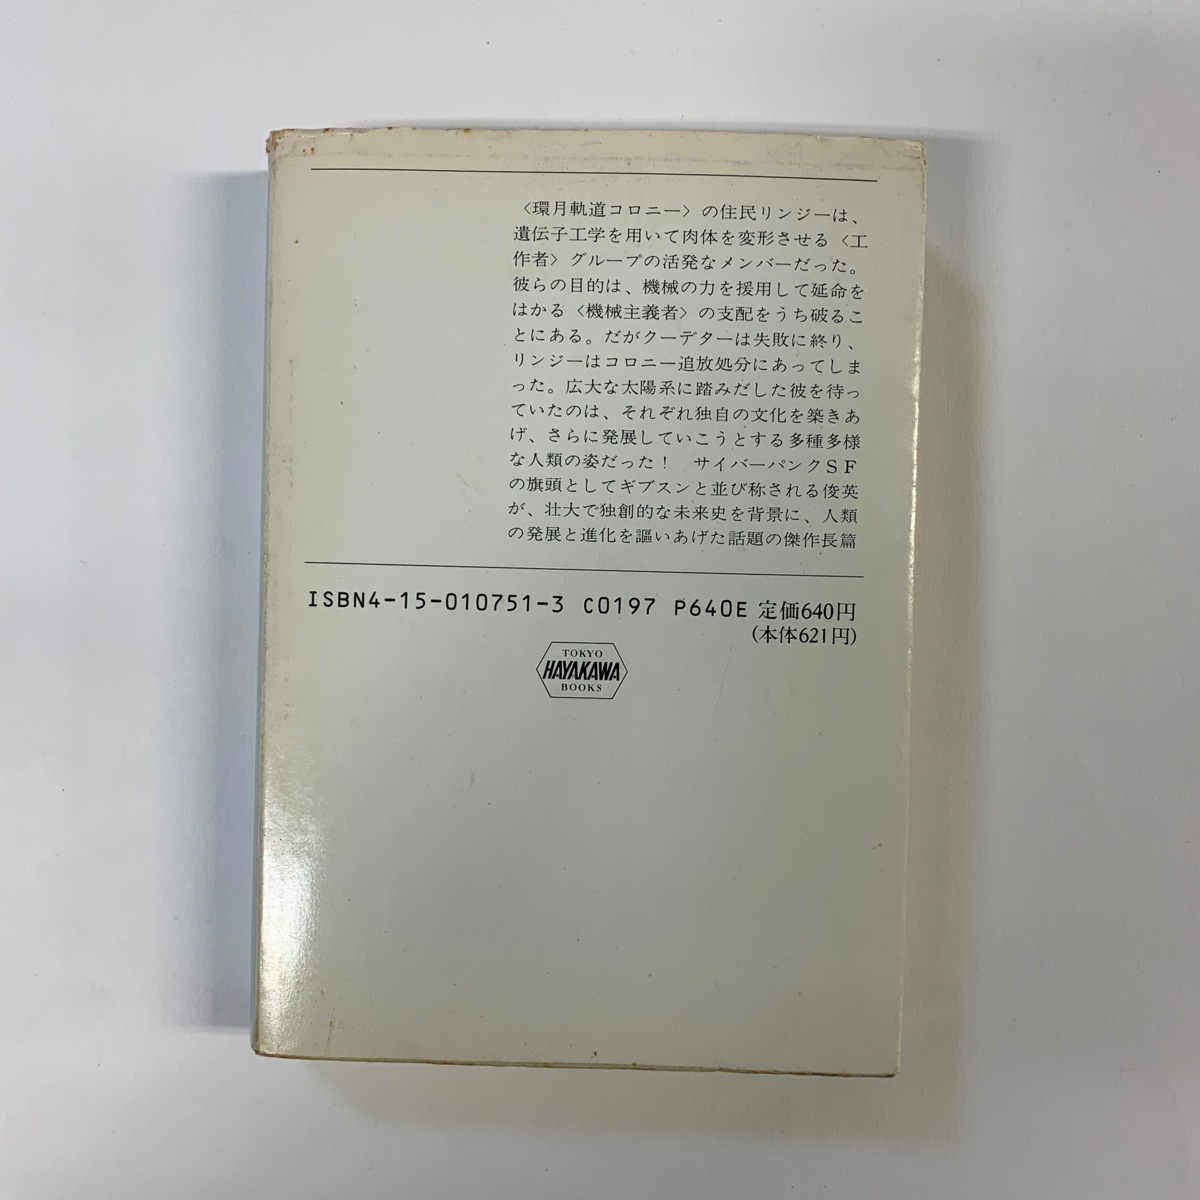 〈環月軌道コロニー〉の住民リンジーは、
遺伝子工学を用いて肉体を変形させる〈工
作者〉グループの活発なメンバーだった。
彼らの目的は、機械の力を援用して延命を
はかる〈機械主義者〉の支配をうち破るこ
とにある。だがクーデターは失敗に終り、
リンジーはコロニー追放処分にあってしま
った。広大な太陽系に踏みだした彼を待っ
ていたのは、それぞれ独自の文化を築きあ
げ、さらに発展していこうとする多種多様
な人類の姿だった！　サイバーパンクＳＦ
の旗頭としてギブスンと並び称される俊英
が、壮大で独創的な未来史を背景に、人類
の発展と進化を謳いあげた話題の傑作長篇
ISBN4-15-010751-3 C0197 P640E 定価640円
(本体621円)
TOKYO
HAYAKAWA
BOOKS